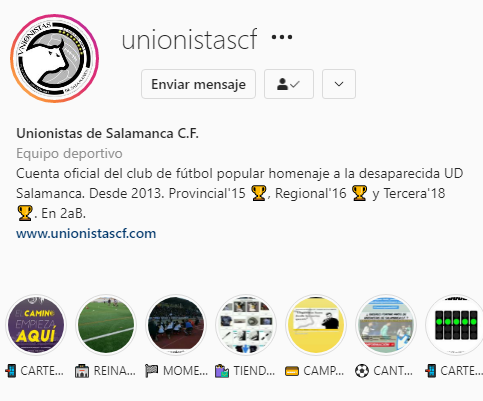 UNIONISTAS
unionistascf
Enviar mensaje
Unionistas de Salamanca C.F.
Equipo deportivo
Cuenta oficial del club de fútbol popular homenaje a la desaparecida UD
Salamanca. Desde 2013. Provincial'15 🏆, Regional'16 🏆 y Tercera'18
🏆. En 2aB.
www.unionistascf.com
EL CAMINO
EMPIEZA
AQUÍ
CARTE... REINA... MOME... TIEND... CAMP... CANT... CARTE...